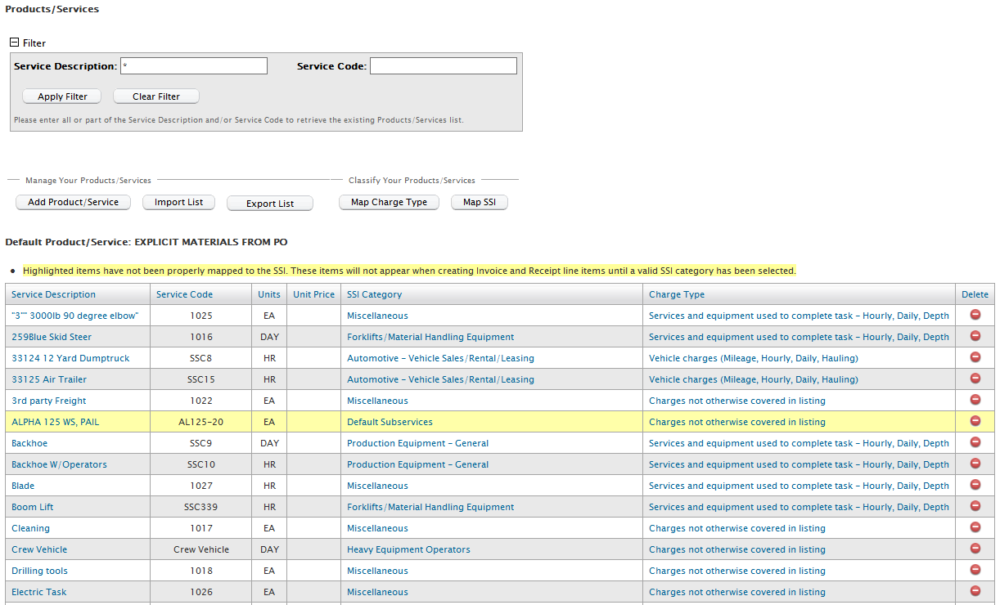 Products/Services
Filter
Service Description: * Service Code:
Apply Filter Clear Filter
Please enter all or part of the Service Description and/or Service Code to retrieve the existing Products/Services list.
Manage Your Products/Services Classify Your Products/Services
Add Product/Service Import List Export List Map Charge Type Map SSI
Default Product/Service: EXPLICIT MATERIALS FROM PO
• Highlighted items have not been properly mapped to the SSI. These items will not appear when creating Invoice and Receipt line items until a valid SSI category has been selected.
Service Description Service Code Units Unit Price SSI Category Charge Type Delete
"3"" 3000lb 90 degree elbow" 1025 EA Miscellaneous Services and equipment used to complete task - Hourly, Daily, Depth
259Blue Skid Steer 1016 DAY Forklifts/Material Handling Equipment Services and equipment used to complete task - Hourly, Daily, Depth
33124 12 Yard Dumptruck SSC8 HR Automotive - Vehicle Sales/Rental/Leasing Vehicle charges (Mileage, Hourly, Daily, Hauling)
33125 Air Trailer SSC15 HR Automotive - Vehicle Sales/Rental/Leasing Vehicle charges (Mileage, Hourly, Daily, Hauling)
3rd party Freight 1022 EA Miscellaneous Charges not otherwise covered in listing
ALPHA 125 WS, PAIL AL125-20 EA Default Subservices Charges not otherwise covered in listing
Backhoe SSC9 DAY Production Equipment - General Services and equipment used to complete task - Hourly, Daily, Depth
Backhoe W/Operators SSC10 HR Production Equipment - General Services and equipment used to complete task - Hourly, Daily, Depth
Blade 1027 HR Miscellaneous Services and equipment used to complete task - Hourly, Daily, Depth
Boom Lift SSC339 HR Forklifts/Material Handling Equipment Services and equipment used to complete task - Hourly, Daily, Depth
Cleaning 1017 EA Miscellaneous Charges not otherwise covered in listing
Crew Vehicle Crew Vehicle DAY Heavy Equipment Operators Charges not otherwise covered in listing
Drilling tools 1018 EA Miscellaneous Charges not otherwise covered in listing
Electric Task 1026 EA Miscellaneous Charges not otherwise covered in listing